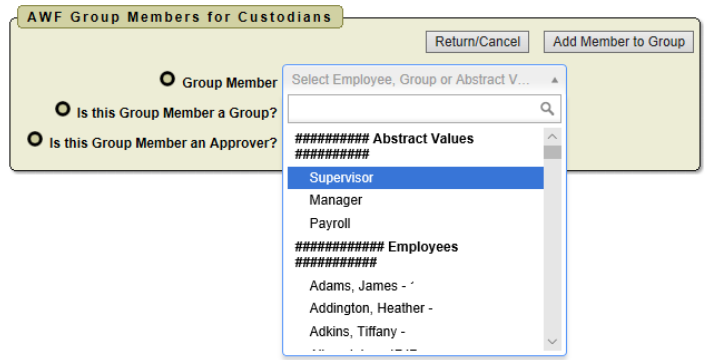 AWF Group Members for Custodians
Return/Cancel
Add Member to Group
Group Member
Select Employee, Group or Abstract V...
Is this Group Member a Group?
Is this Group Member an Approver?
########## Abstract Values
##########
Supervisor
Manager
Payroll
############ Employees
###########
Adams, James -
Addington, Heather -
Adkins, Tiffany -